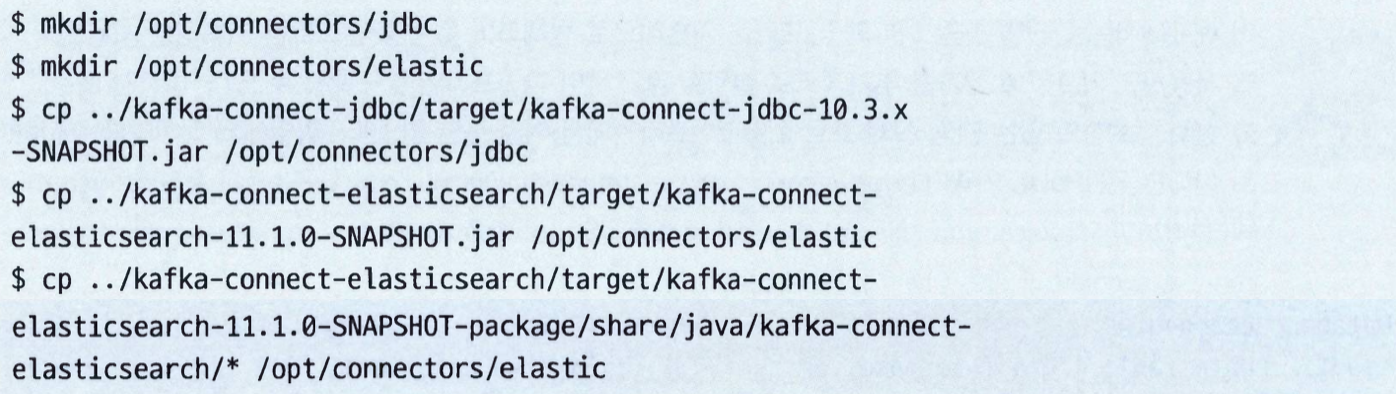 $ mkdir /opt/connectors/jdbc
$ mkdir /opt/connectors/elastic
$ cp ../kafka-connect-jdbc/target/kafka-connect-jdbc-10.3.x
-SNAPSHOT.jar /opt/connectors/jdbc
$ cp ../kafka-connect-elasticsearch/target/kafka-connect-
elasticsearch-11.1.0-SNAPSHOT.jar /opt/connectors/elastic
$ cp ../kafka-connect-elasticsearch/target/kafka-connect-
elasticsearch-11.1.0-SNAPSHOT-package/share/java/kafka-connect-
elasticsearch/* /opt/connectors/elastic